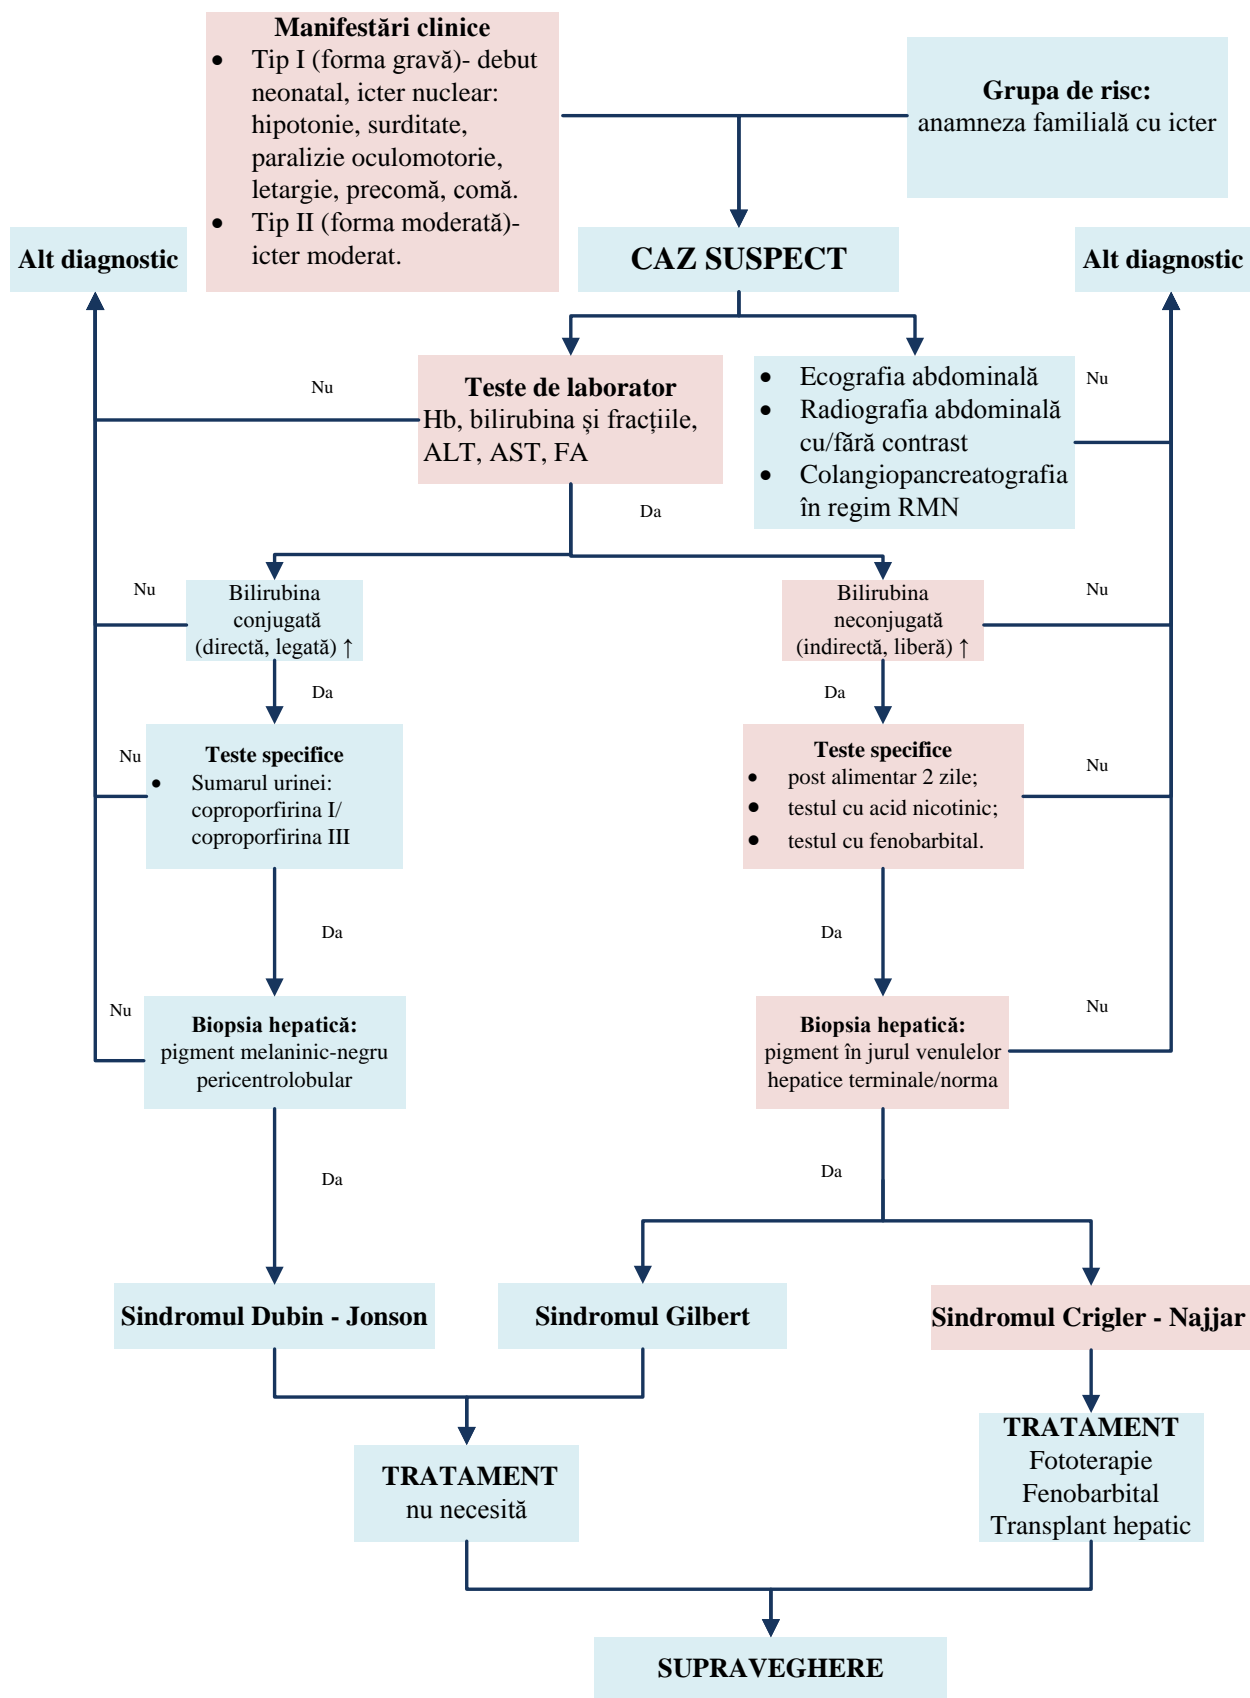 Manifestări clinice
• Tip I (forma gravă)- debut
neonatal, icter nuclear:
hipotonie, surditate,
paralizie oculomotorie,
letargie, precomă, comă.
• Tip II (forma moderată)-
icter moderat.
Grupa de risc:
anamneza familială cu icter
Alt diagnostic
CAZ SUSPECT
Alt diagnostic
Nu
Teste de laborator
Hb, bilirubina și fracțiile,
ALT, AST, FA
• Ecografia abdominală
• Radiografia abdominală
cu/fără contrast
• Colangiopancreatografia
în regim RMN
Nu
Da
Nu
Bilirubina
conjugată
(directă, legată) ↑
Bilirubina
neconjugată
(indirectă, liberă) ↑
Nu
Da
Da
Nu
Teste specifice
• Sumarul urinei:
coproporfirina I/
coproporfirina III
Teste specifice
• post alimentar 2 zile;
• testul cu acid nicotinic;
• testul cu fenobarbital.
Nu
Da
Da
Nu
Biopsia hepatică:
pigment melaninic-negru
pericentrolobular
Biopsia hepatică:
pigment în jurul venulelor
hepatice terminale/norma
Nu
Da
Da
Sindromul Dubin - Jonson
Sindromul Gilbert
Sindromul Crigler - Najjar
TRATAMENT
nu necesită
TRATAMENT
Fototerapie
Fenobarbital
Transplant hepatic
SUPRAVEGHERE